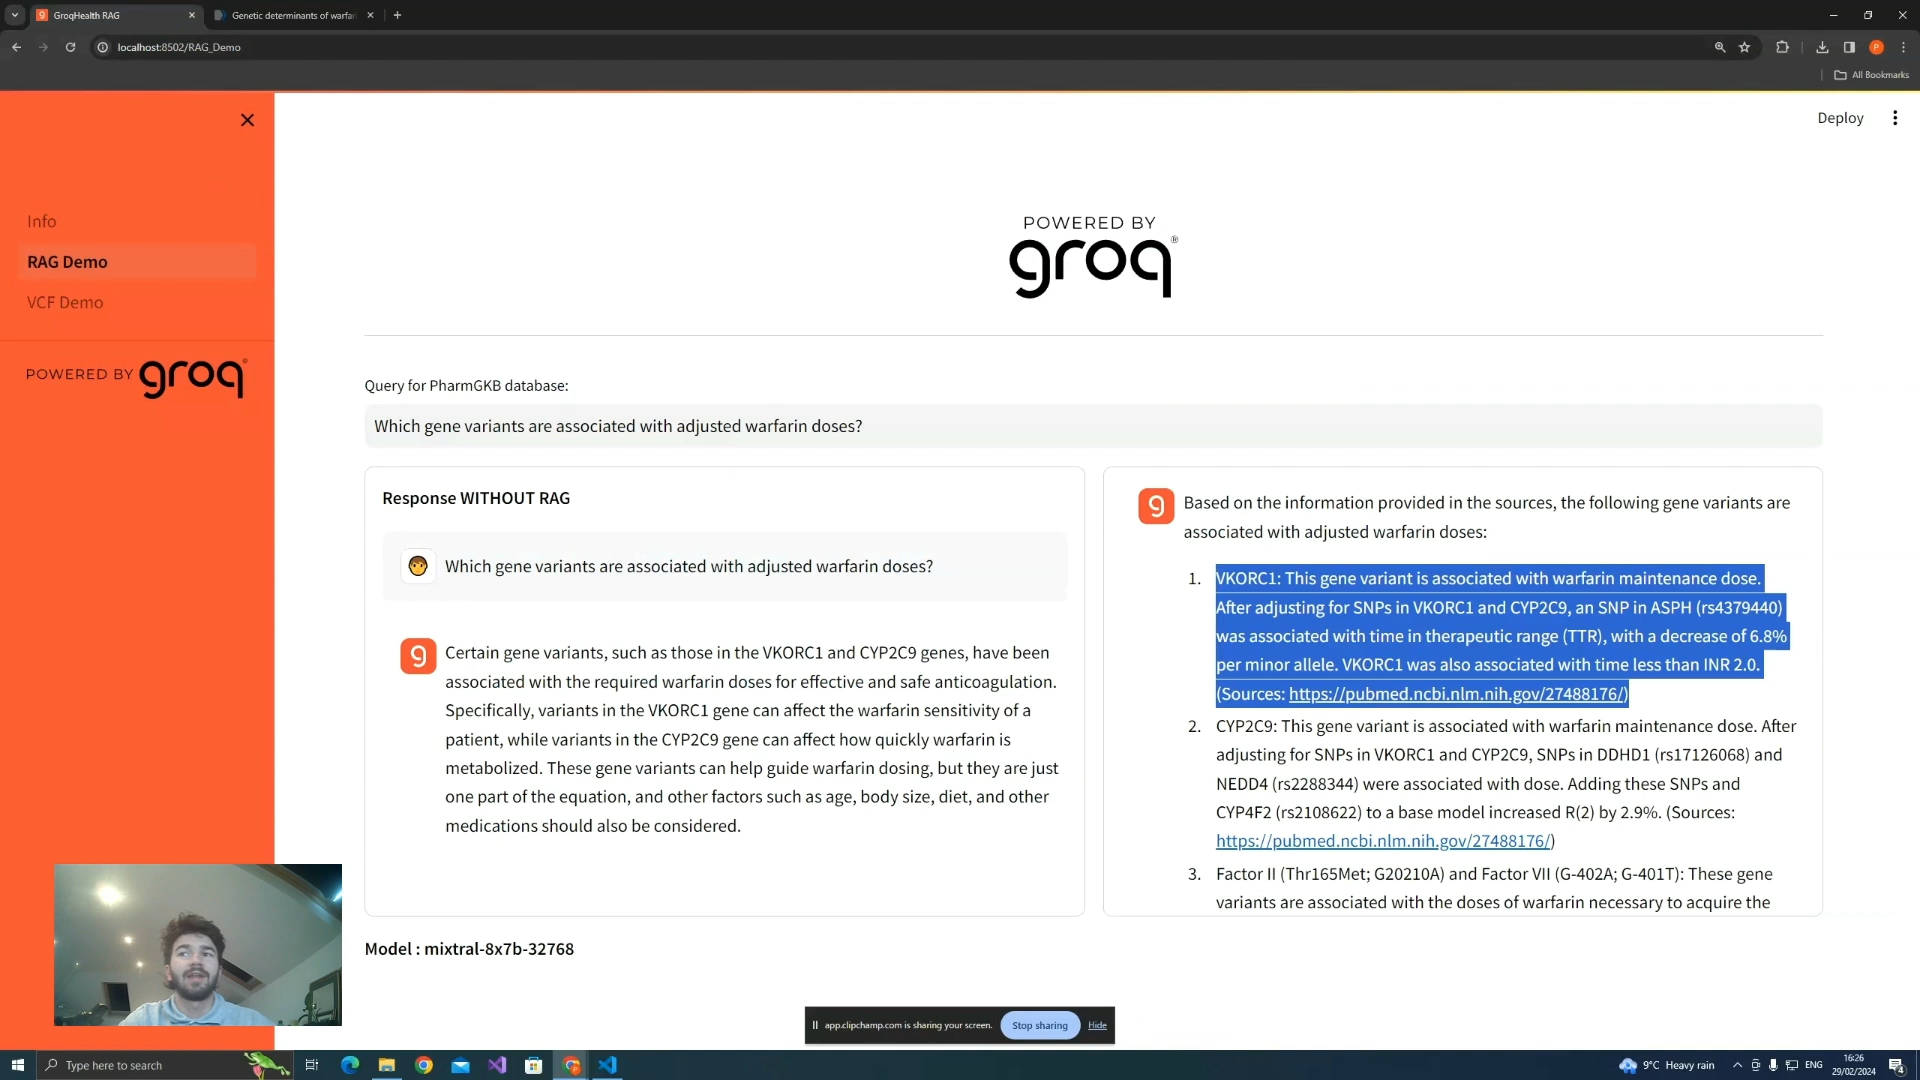 GroqHealth RAG
Genetic determinants of warfar
localhost:8502/RAG_Demo
All Bookmarks
Deploy
Info
RAG Demo
VCF Demo
POWERED BY groq
POWERED BY
groq®
Query for PharmGKB database:
Which gene variants are associated with adjusted warfarin doses?
Response WITHOUT RAG
Which gene variants are associated with adjusted warfarin doses?
Certain gene variants, such as those in the VKORC1 and CYP2C9 genes, have been
associated with the required warfarin doses for effective and safe anticoagulation.
Specifically, variants in the VKORC1 gene can affect the warfarin sensitivity of a
patient, while variants in the CYP2C9 gene can affect how quickly warfarin is
metabolized. These gene variants can help guide warfarin dosing, but they are just
one part of the equation, and other factors such as age, body size, diet, and other
medications should also be considered.
Based on the information provided in the sources, the following gene variants are
associated with adjusted warfarin doses:
1. VKORC1: This gene variant is associated with warfarin maintenance dose.
After adjusting for SNPs in VKORC1 and CYP2C9, an SNP in ASPH (rs4379440)
was associated with time in therapeutic range (TTR), with a decrease of 6.8%
per minor allele. VKORC1 was also associated with time less than INR 2.0.
(Sources: https://pubmed.ncbi.nlm.nih.gov/27488176/)
2. CYP2C9: This gene variant is associated with warfarin maintenance dose. After
adjusting for SNPs in VKORC1 and CYP2C9, SNPs in DDHD1 (rs17126068) and
NEDD4 (rs2288344) were associated with dose. Adding these SNPs and
CYP4F2 (rs2108622) to a base model increased R(2) by 2.9%. (Sources:
https://pubmed.ncbi.nlm.nih.gov/27488176/)
3. Factor II (Thr165Met; G20210A) and Factor VII (G-402A; G-401T): These gene
variants are associated with the doses of warfarin necessary to acquire the
Model : mixtral-8x7b-32768
app.clipchamp.com is sharing your screen.
Stop sharing
Hide
Type here to search
9°C Heavy rain
ENG
16:26
29/02/2024
4